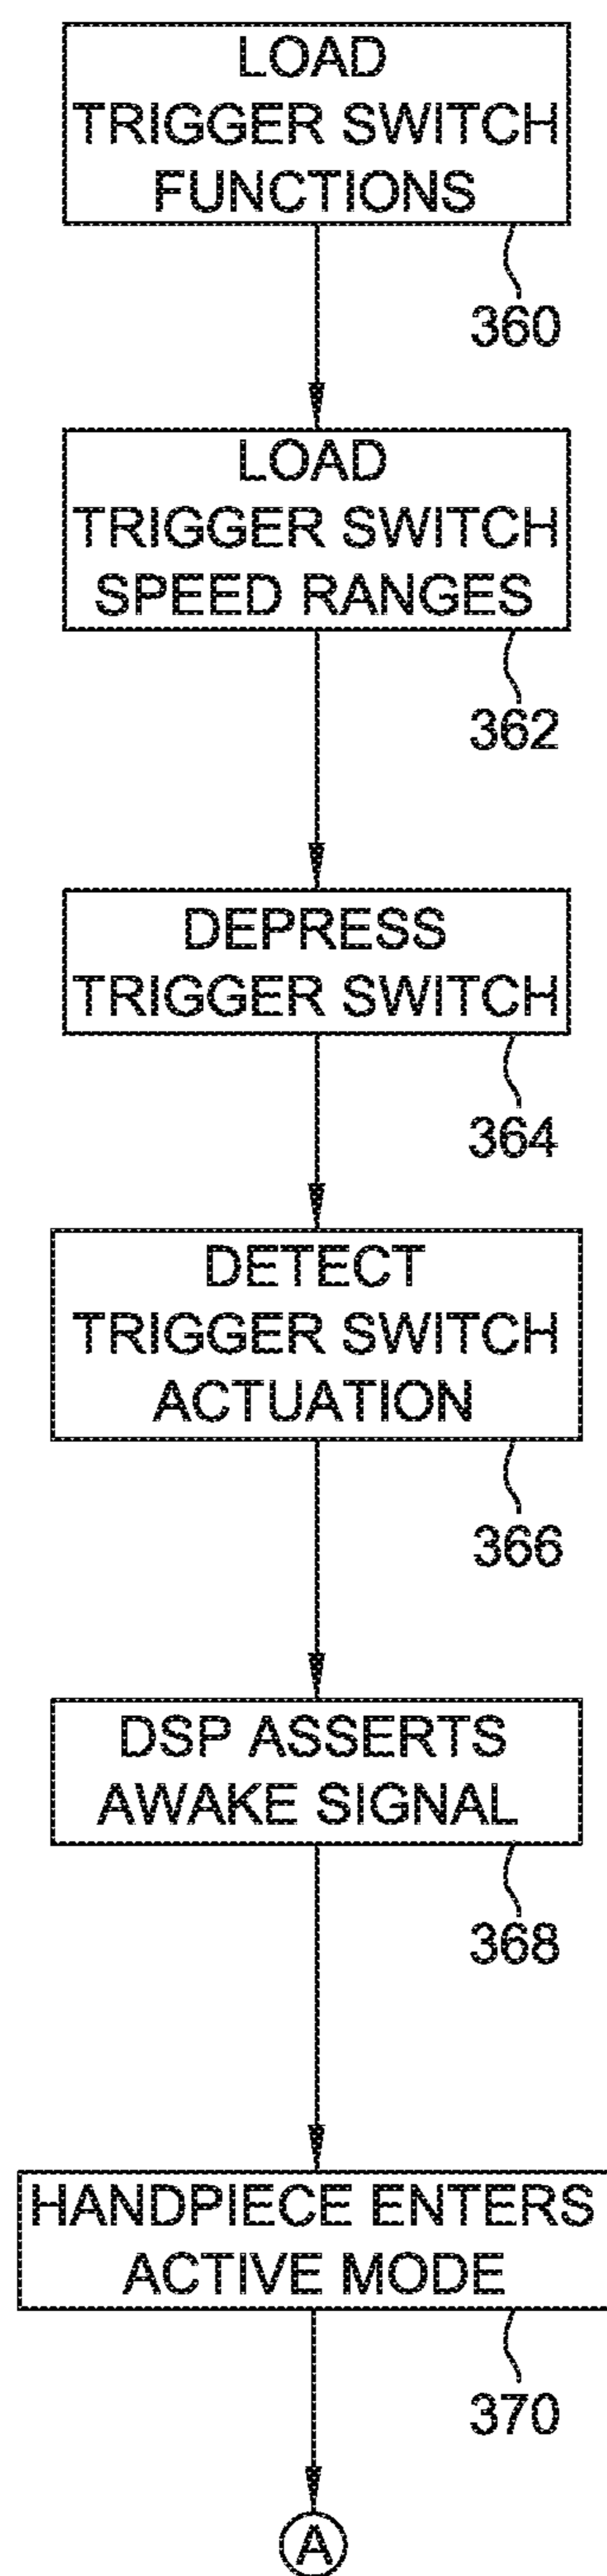 LOAD
TRIGGER SWITCH
FUNCTIONS
360
LOAD
TRIGGER SWITCH
SPEED RANGES
362
DEPRESS
TRIGGER SWITCH
364
DETECT
TRIGGER SWITCH
ACTUATION
366
DSP ASSERTS
AWAKE SIGNAL
368
HANDPIECE ENTERS
ACTIVE MODE
370
A